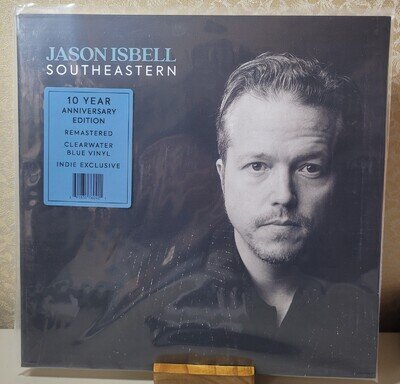 JASON ISBELL
SOUTHEASTERN
10 YEAR
ANNIVERSARY
EDITION
REMASTERED
CLEARWATER
BLUE VINYL
INDIE EXCLUSIVE